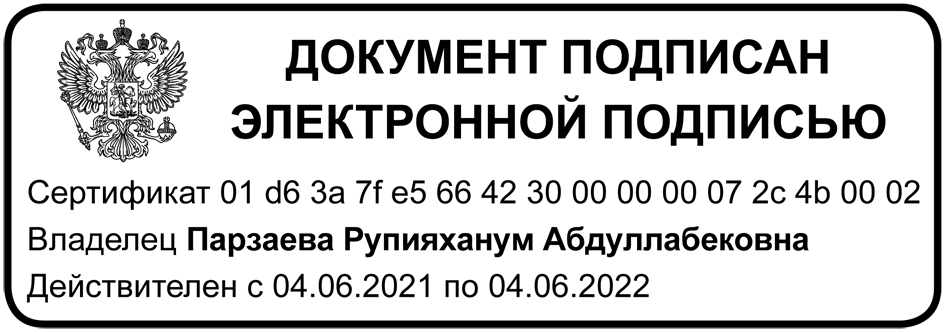 ДОКУМЕНТ ПОДПИСАН
ЭЛЕКТРОННОЙ ПОДПИСЬЮ
Сертификат 01 d6 3a 7f e5 66 42 30 00 00 00 07 2c 4b 00 02
Владелец Парзаева Рупияханум Абдуллабековна
Действителен с 04.06.2021 по 04.06.2022